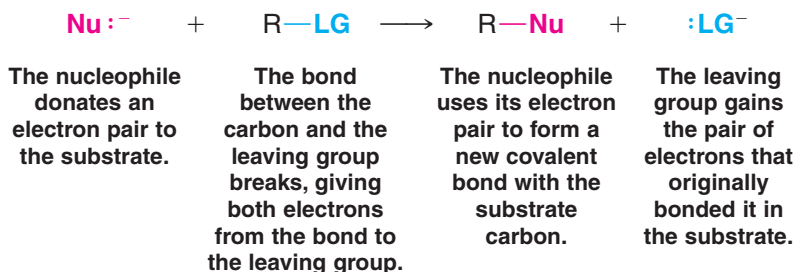 Nu:⁻ + R—LG ⟶ R—Nu + :LG⁻
The nucleophile
donates an
electron pair to
the substrate.
The bond
between the
carbon and the
leaving group
breaks, giving
both electrons
from the bond to
the leaving group.
The nucleophile
uses its electron
pair to form a
new covalent
bond with the
substrate
carbon.
The leaving
group gains
the pair of
electrons that
originally
bonded it in
the substrate.